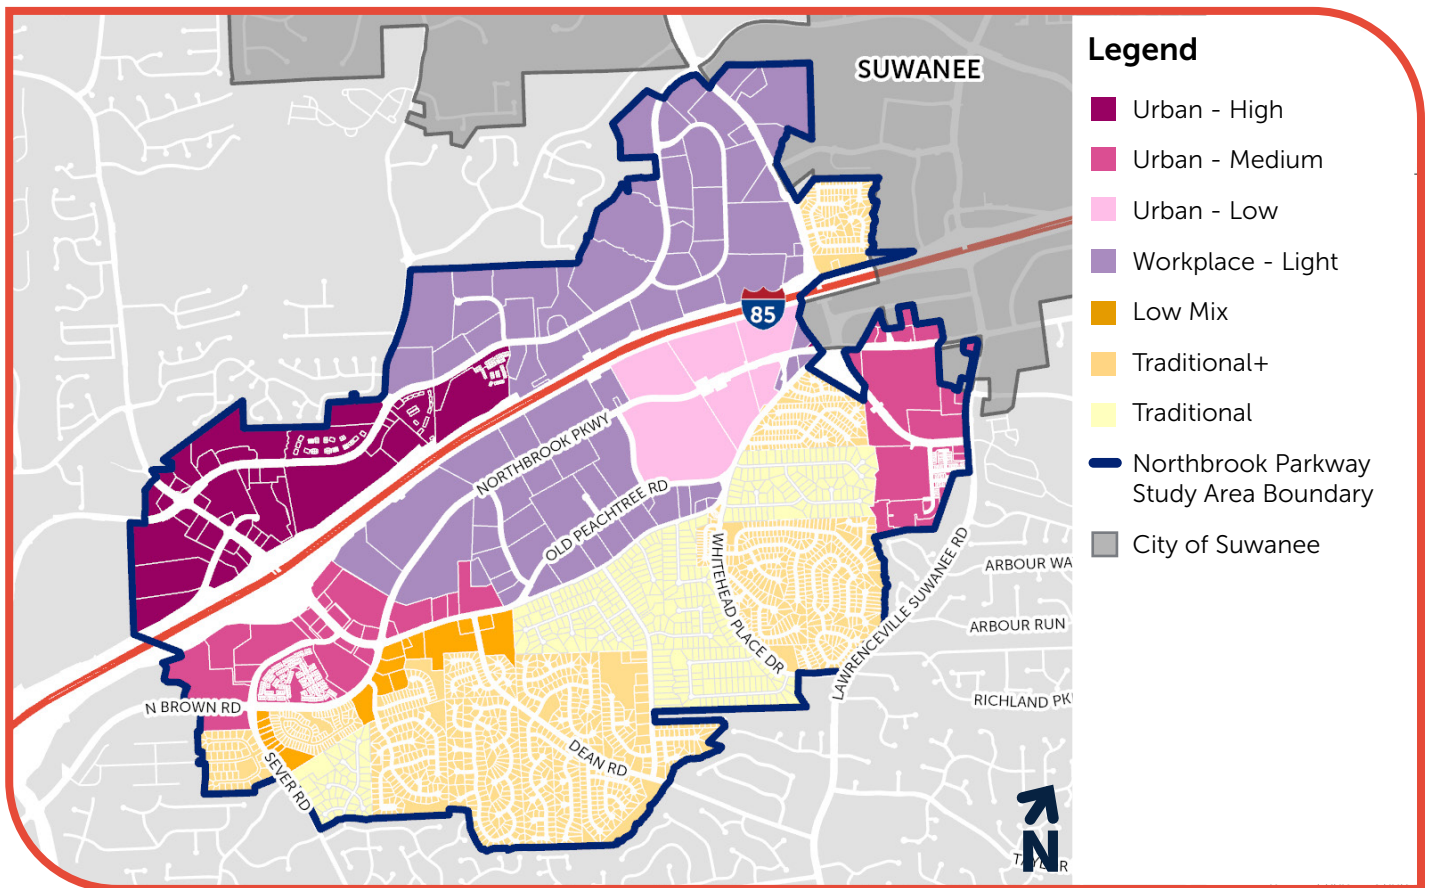 SUWANEE
85
NORTHBROOK PKWY
OLD PEACHTREE RD
WHITEHEAD PLACE DR
LAWRENCEVILLE SUWANEE RD
ARBOUR WA
ARBOUR RUN
RICHLAND PK
N BROWN RD
SEVER RD
DEAN RD
N
Legend
Urban - High
Urban - Medium
Urban - Low
Workplace - Light
Low Mix
Traditional+
Traditional
Northbrook Parkway
Study Area Boundary
City of Suwanee